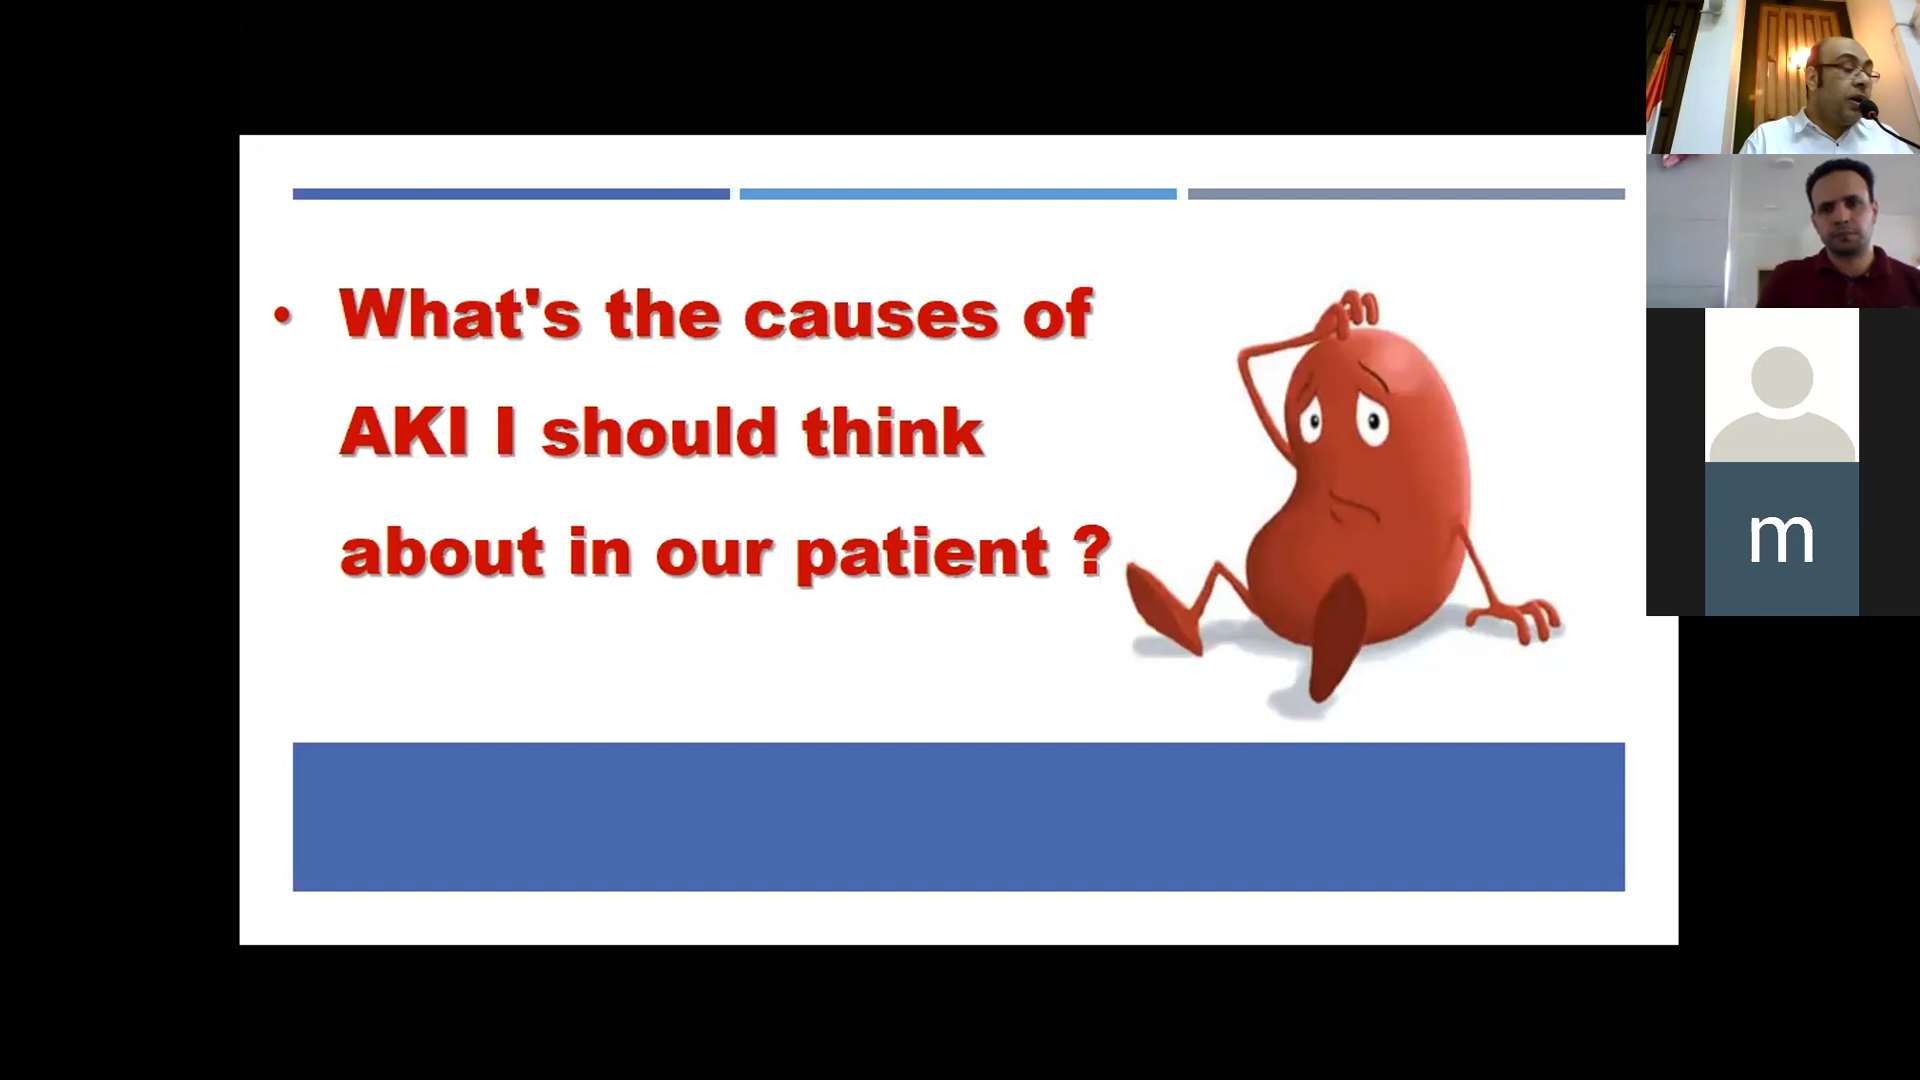 • What's the causes of
AKI I should think
about in our patient ?
m